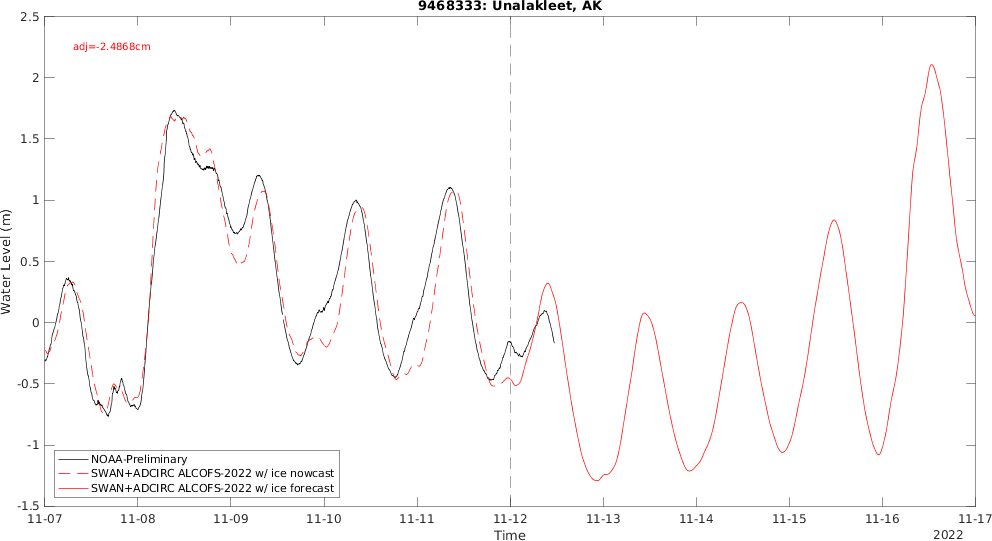 9468333: Unalakleet, AK
adj=-2.4868cm
2.5
2
1.5
1
0.5
0
-0.5
-1
-1.5
Water Level (m)
NOAA-Preliminary
SWAN+ADCIRC ALCOFS-2022 w/ ice nowcast
SWAN+ADCIRC ALCOFS-2022 w/ ice forecast
11-07 11-08 11-09 11-10 11-11 11-12 11-13 11-14 11-15 11-16 11-17
Time
2022